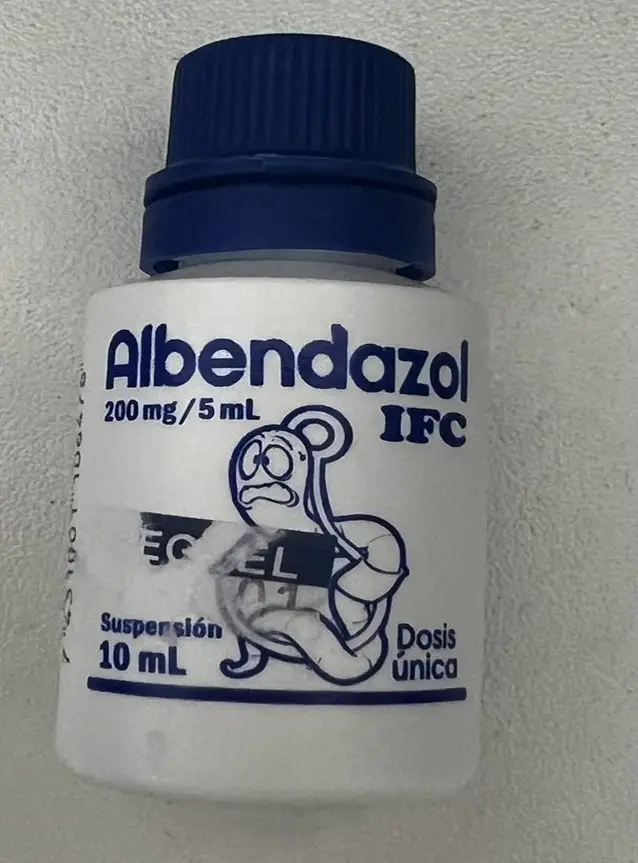 Albendazol
200 mg/5 mL
IFC
Suspensión
10 mL
Dosis
única